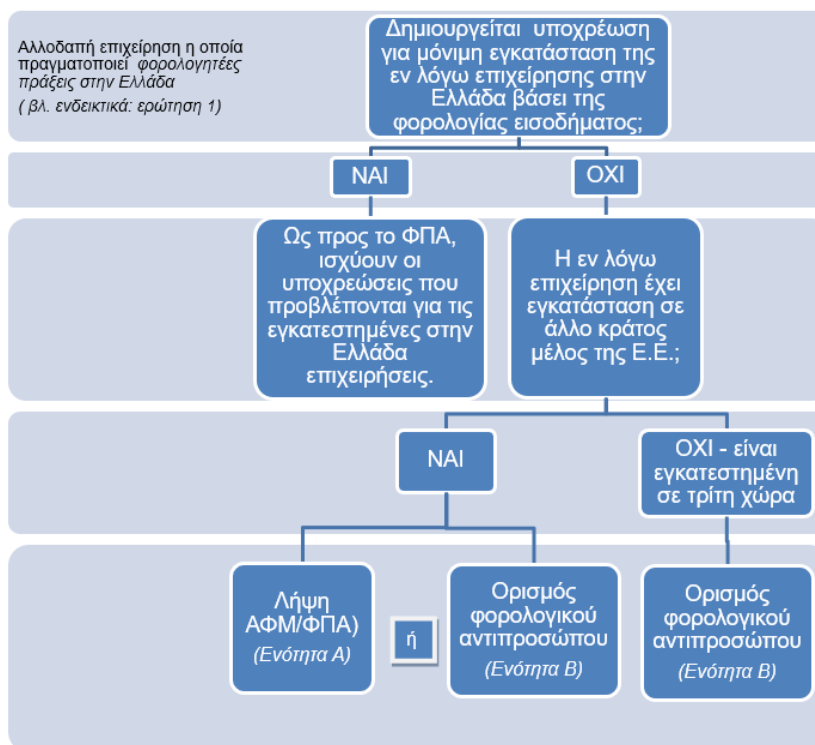 Αλλοδαπή επιχείρηση η οποία
πραγματοποιεί φορολογητέες
πράξεις στην Ελλάδα
( βλ. ενδεικτικά: ερώτηση 1)
Δημιουργείται υποχρέωση
για μόνιμη εγκατάσταση της
εν λόγω επιχείρησης στην
Ελλάδα βάσει της
φορολογίας εισοδήματος;
ΝΑΙ
ΟΧΙ
Ως προς το ΦΠΑ,
ισχύουν οι
υποχρεώσεις που
προβλέπονται για τις
εγκατεστημένες στην
Ελλάδα
επιχειρήσεις.
Η εν λόγω
επιχείρηση έχει
εγκατάσταση σε
άλλο κράτος
μέλος της Ε.Ε.;
ΝΑΙ
ΟΧΙ - είναι
εγκατεστημένη
σε τρίτη χώρα
Λήψη
ΑΦΜ/ΦΠΑ)
(Ενότητα Α)
ή
Ορισμός
φορολογικού
αντιπροσώπου
(Ενότητα Β)
Ορισμός
φορολογικού
αντιπροσώπου
(Ενότητα Β)